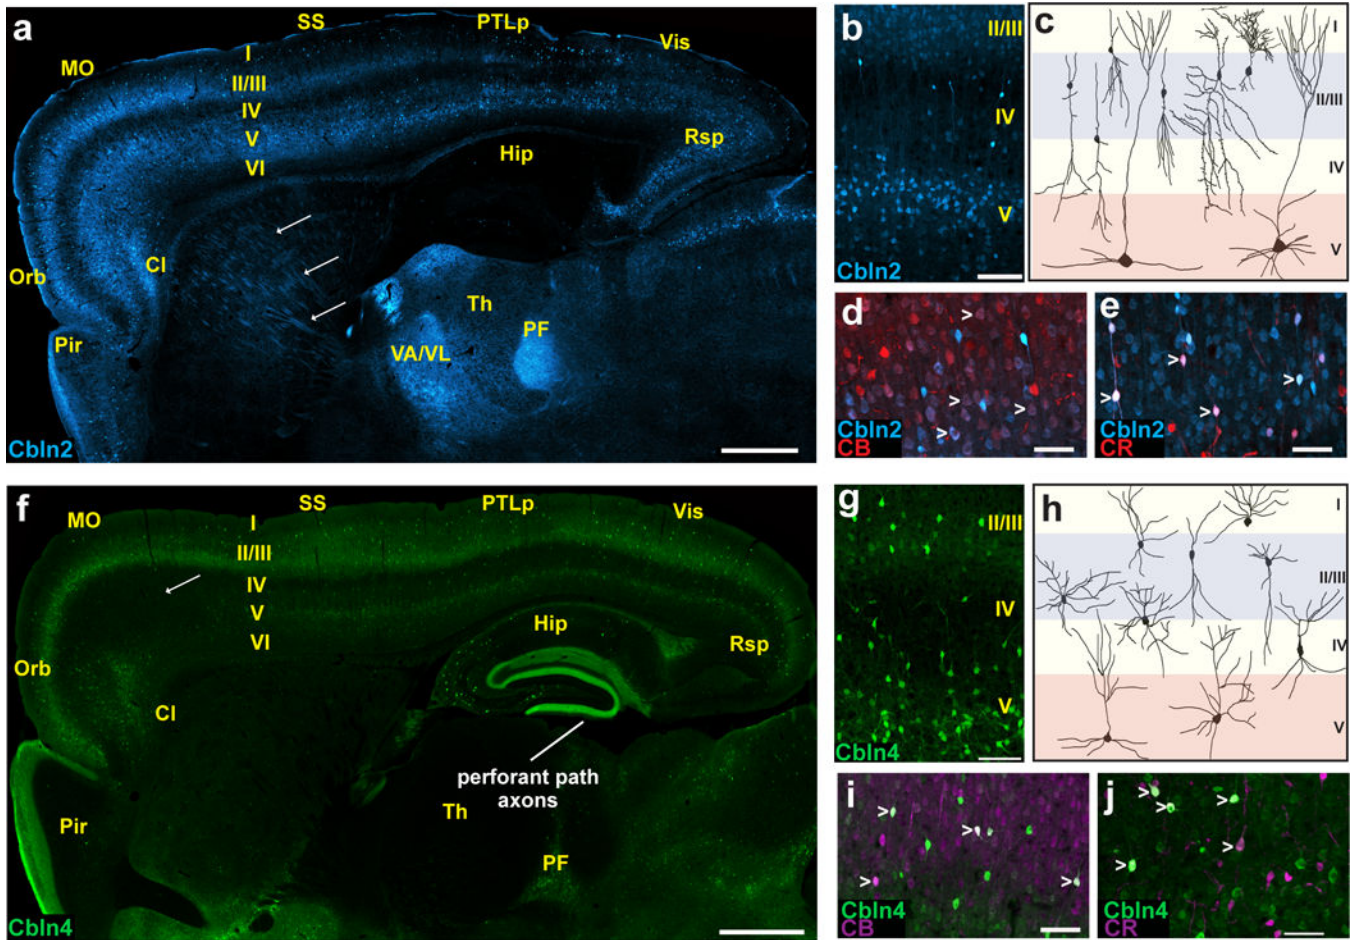 a
SS
PTLp
Vis
MO
I
II/III
IV
V
VI
Hip
Rsp
Orb
Cl
Th
VA/VL
PF
Pir
Cbln2
b
II/III
IV
V
Cbln2
c
I
II/III
IV
V
d
>
>
>
>
Cbln2
CB
e
>
>
>
>
Cbln2
CR
f
SS
PTLp
Vis
MO
I
II/III
IV
V
VI
Hip
Rsp
Orb
Cl
perforant path
axons
Th
Pir
PF
Cbln4
g
II/III
IV
V
Cbln4
h
I
II/III
IV
V
i
>
>
>
>
Cbln4
CB
j
>
>
>
>
>
Cbln4
CR